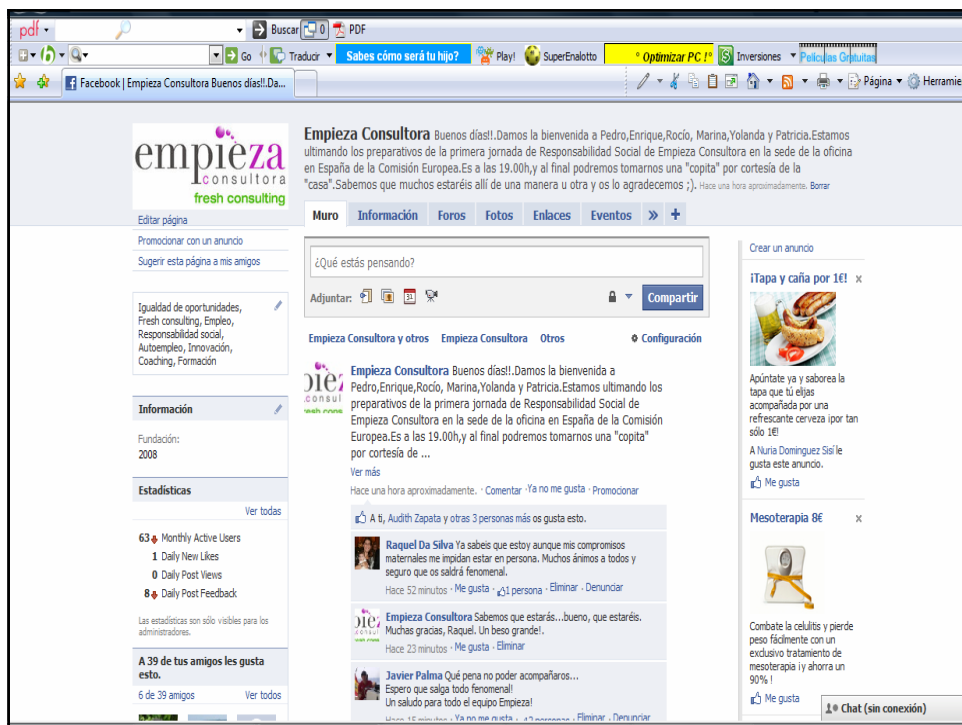 pdf
Buscar
0
PDF
Go
Traducir
Sabes cómo será tu hijo?
Play!
SuperEnalotto
° Optimizar PC !°
Inversiones
Películas Gratuitas
Facebook | Empieza Consultora Buenos días!!.Da...
Página
Herramie
empieza
consultora
fresh consulting
Editar página
Promocionar con un anuncio
Sugerir esta página a mis amigos
Igualdad de oportunidades,
Fresh consulting, Empleo,
Responsabilidad social,
Autoempleo, Innovación,
Coaching, Formación
Información
Fundación:
2008
Estadísticas
Ver todas
63 Monthly Active Users
1 Daily New Likes
0 Daily Post Views
8 Daily Post Feedback
Las estadísticas son sólo visibles para los
administradores.
A 39 de tus amigos les gusta
esto.
6 de 39 amigos
Ver todos
Empieza Consultora Buenos días!!.Damos la bienvenida a Pedro,Enrique,Rocío, Marina,Yolanda y Patricia.Estamos
ultimando los preparativos de la primera jornada de Responsabilidad Social de Empieza Consultora en la sede de la oficina
en España de la Comisión Europea.Es a las 19.00h,y al final podremos tomarnos una "copita" por cortesía de la
"casa".Sabemos que muchos estaréis allí de una manera u otra y os lo agradecemos ;). Hace una hora aproximadamente. Borrar
Muro Información Foros Fotos Enlaces Eventos » +
¿Qué estás pensando?
Adjuntar:
31
Compartir
Empieza Consultora y otros Empieza Consultora Otros
Configuración
pieza
consul
fresh cons
Empieza Consultora Buenos días!!.Damos la bienvenida a
Pedro,Enrique,Rocío, Marina,Yolanda y Patricia.Estamos ultimando los
preparativos de la primera jornada de Responsabilidad Social de
Empieza Consultora en la sede de la oficina en España de la Comisión
Europea.Es a las 19.00h,y al final podremos tomarnos una "copita"
por cortesía de ...
Ver más
Hace una hora aproximadamente. · Comentar · Ya no me gusta · Promocionar
A ti, Audith Zapata y otras 3 personas más os gusta esto.
Raquel Da Silva Ya sabeis que estoy aunque mis compromisos
maternales me impidan estar en persona. Muchos ánimos a todos y
seguro que os saldrá fenomenal.
Hace 52 minutos · Me gusta · 1 persona · Eliminar · Denunciar
Empieza Consultora Sabemos que estarás...bueno, que estaréis.
Muchas gracias, Raquel. Un beso grande!.
Hace 23 minutos · Me gusta · Eliminar
Javier Palma Qué pena no poder acompañaros...
Espero que salga todo fenomenal!
Un saludo para todo el equipo Empieza!
Hace 15 minutos · Ya no me gusta · 42 personas · Eliminar · Denunciar
Crear un anuncio
¡Tapa y caña por 1€! x
Apúntate ya y saborea la
tapa que tú elijas
acompañada por una
refrescante cerveza ¡por tan
sólo 1€!
A Nuria Dominguez Sisí le
gusta este anuncio.
Me gusta
Mesoterapia 8€ x
Combate la celulitis y pierde
peso fácilmente con un
exclusivo tratamiento de
mesoterapia ¡y ahorra un
90% !
Me gusta
Chat (sin conexión)